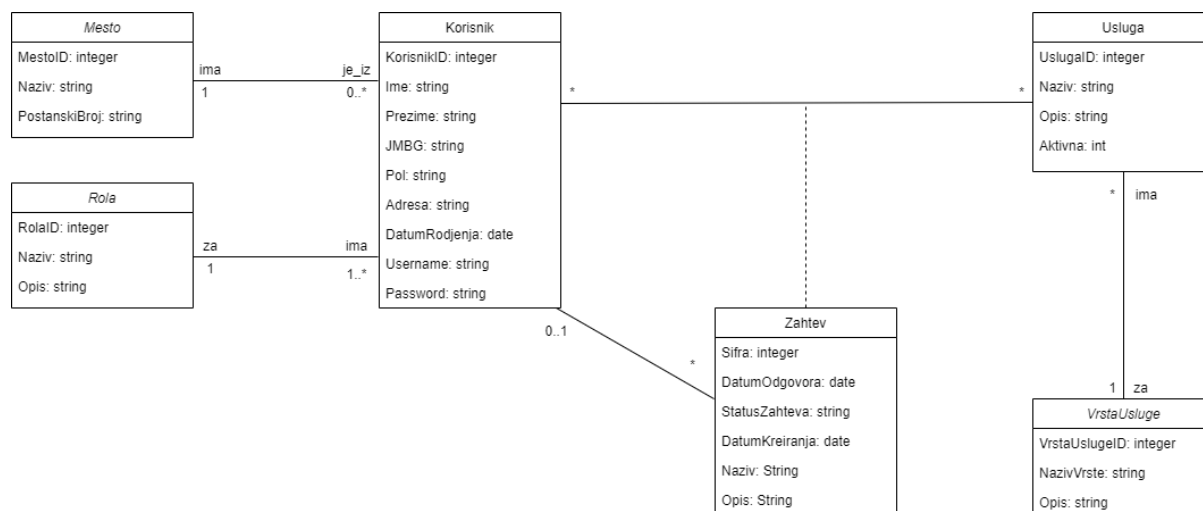 Mesto
MestoID: integer
Naziv: string
PostanskiBroj: string
ima
1
je_iz
0..*
Rola
RolaID: integer
Naziv: string
Opis: string
za
1
ima
1..*
Korisnik
KorisnikID: integer
Ime: string
Prezime: string
JMBG: string
Pol: string
Adresa: string
DatumRodjenja: date
Username: string
Password: string
*
*
0..1
*
Zahtev
Sifra: integer
DatumOdgovora: date
StatusZahteva: string
DatumKreiranja: date
Naziv: String
Opis: String
Usluga
UslugaID: integer
Naziv: string
Opis: string
Aktivna: int
*
ima
1
za
VrstaUsluge
VrstaUslugeID: integer
NazivVrste: string
Opis: string